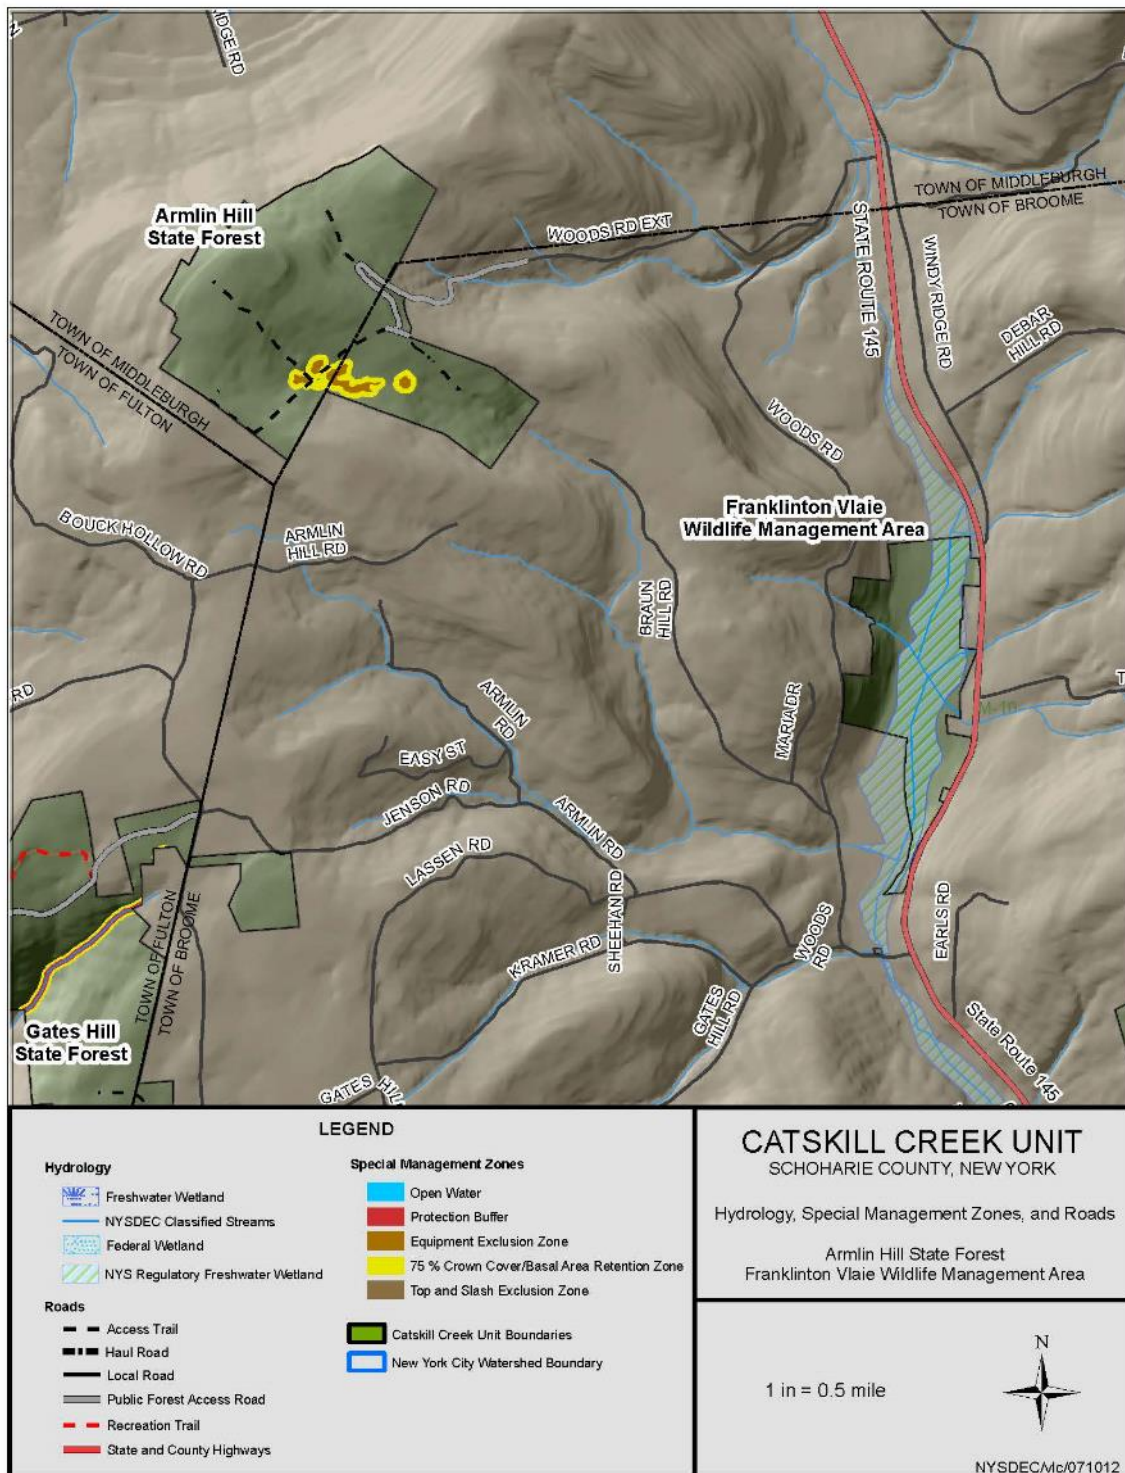 RIDGE RD
Armlin Hill
State Forest
WOODS RD EXT
TOWN OF MIDDLEBURGH
TOWN OF BROOME
STATE ROUTE 145
WINDY RIDGE RD
DEBAR
HILL RD
TOWN OF MIDDLEBURGH
TOWN OF FULTON
WOODS RD
Franklinton Vlaie
Wildlife Management Area
BOUCK HOLLOW RD
ARMLIN
HILL RD
BRAUN
HILL RD
RD
ARMLIN
RD
MARIA DR
EASY ST
JENSON RD
ARMLIN RD
LASSEN RD
SHEEHAN RD
KRAMER RD
WOODS
RD
EARLS RD
TOWN OF FULTON
TOWN OF BROOME
GATES
HILL RD
Gates Hill
State Forest
State Route 145
GATES HILL
LEGEND
Hydrology
Freshwater Wetland
NYSDEC Classified Streams
Federal Wetland
NYS Regulatory Freshwater Wetland
Roads
Access Trail
Haul Road
Local Road
Public Forest Access Road
Recreation Trail
State and County Highways
Special Management Zones
Open Water
Protection Buffer
Equipment Exclusion Zone
75 % Crown Cover/Basal Area Retention Zone
Top and Slash Exclusion Zone
Catskill Creek Unit Boundaries
New York City Watershed Boundary
CATSKILL CREEK UNIT
SCHOHARIE COUNTY, NEW YORK
Hydrology, Special Management Zones, and Roads
Armlin Hill State Forest
Franklinton Vlaie Wildlife Management Area
1 in = 0.5 mile
N
NYSDEC/vlc/071012